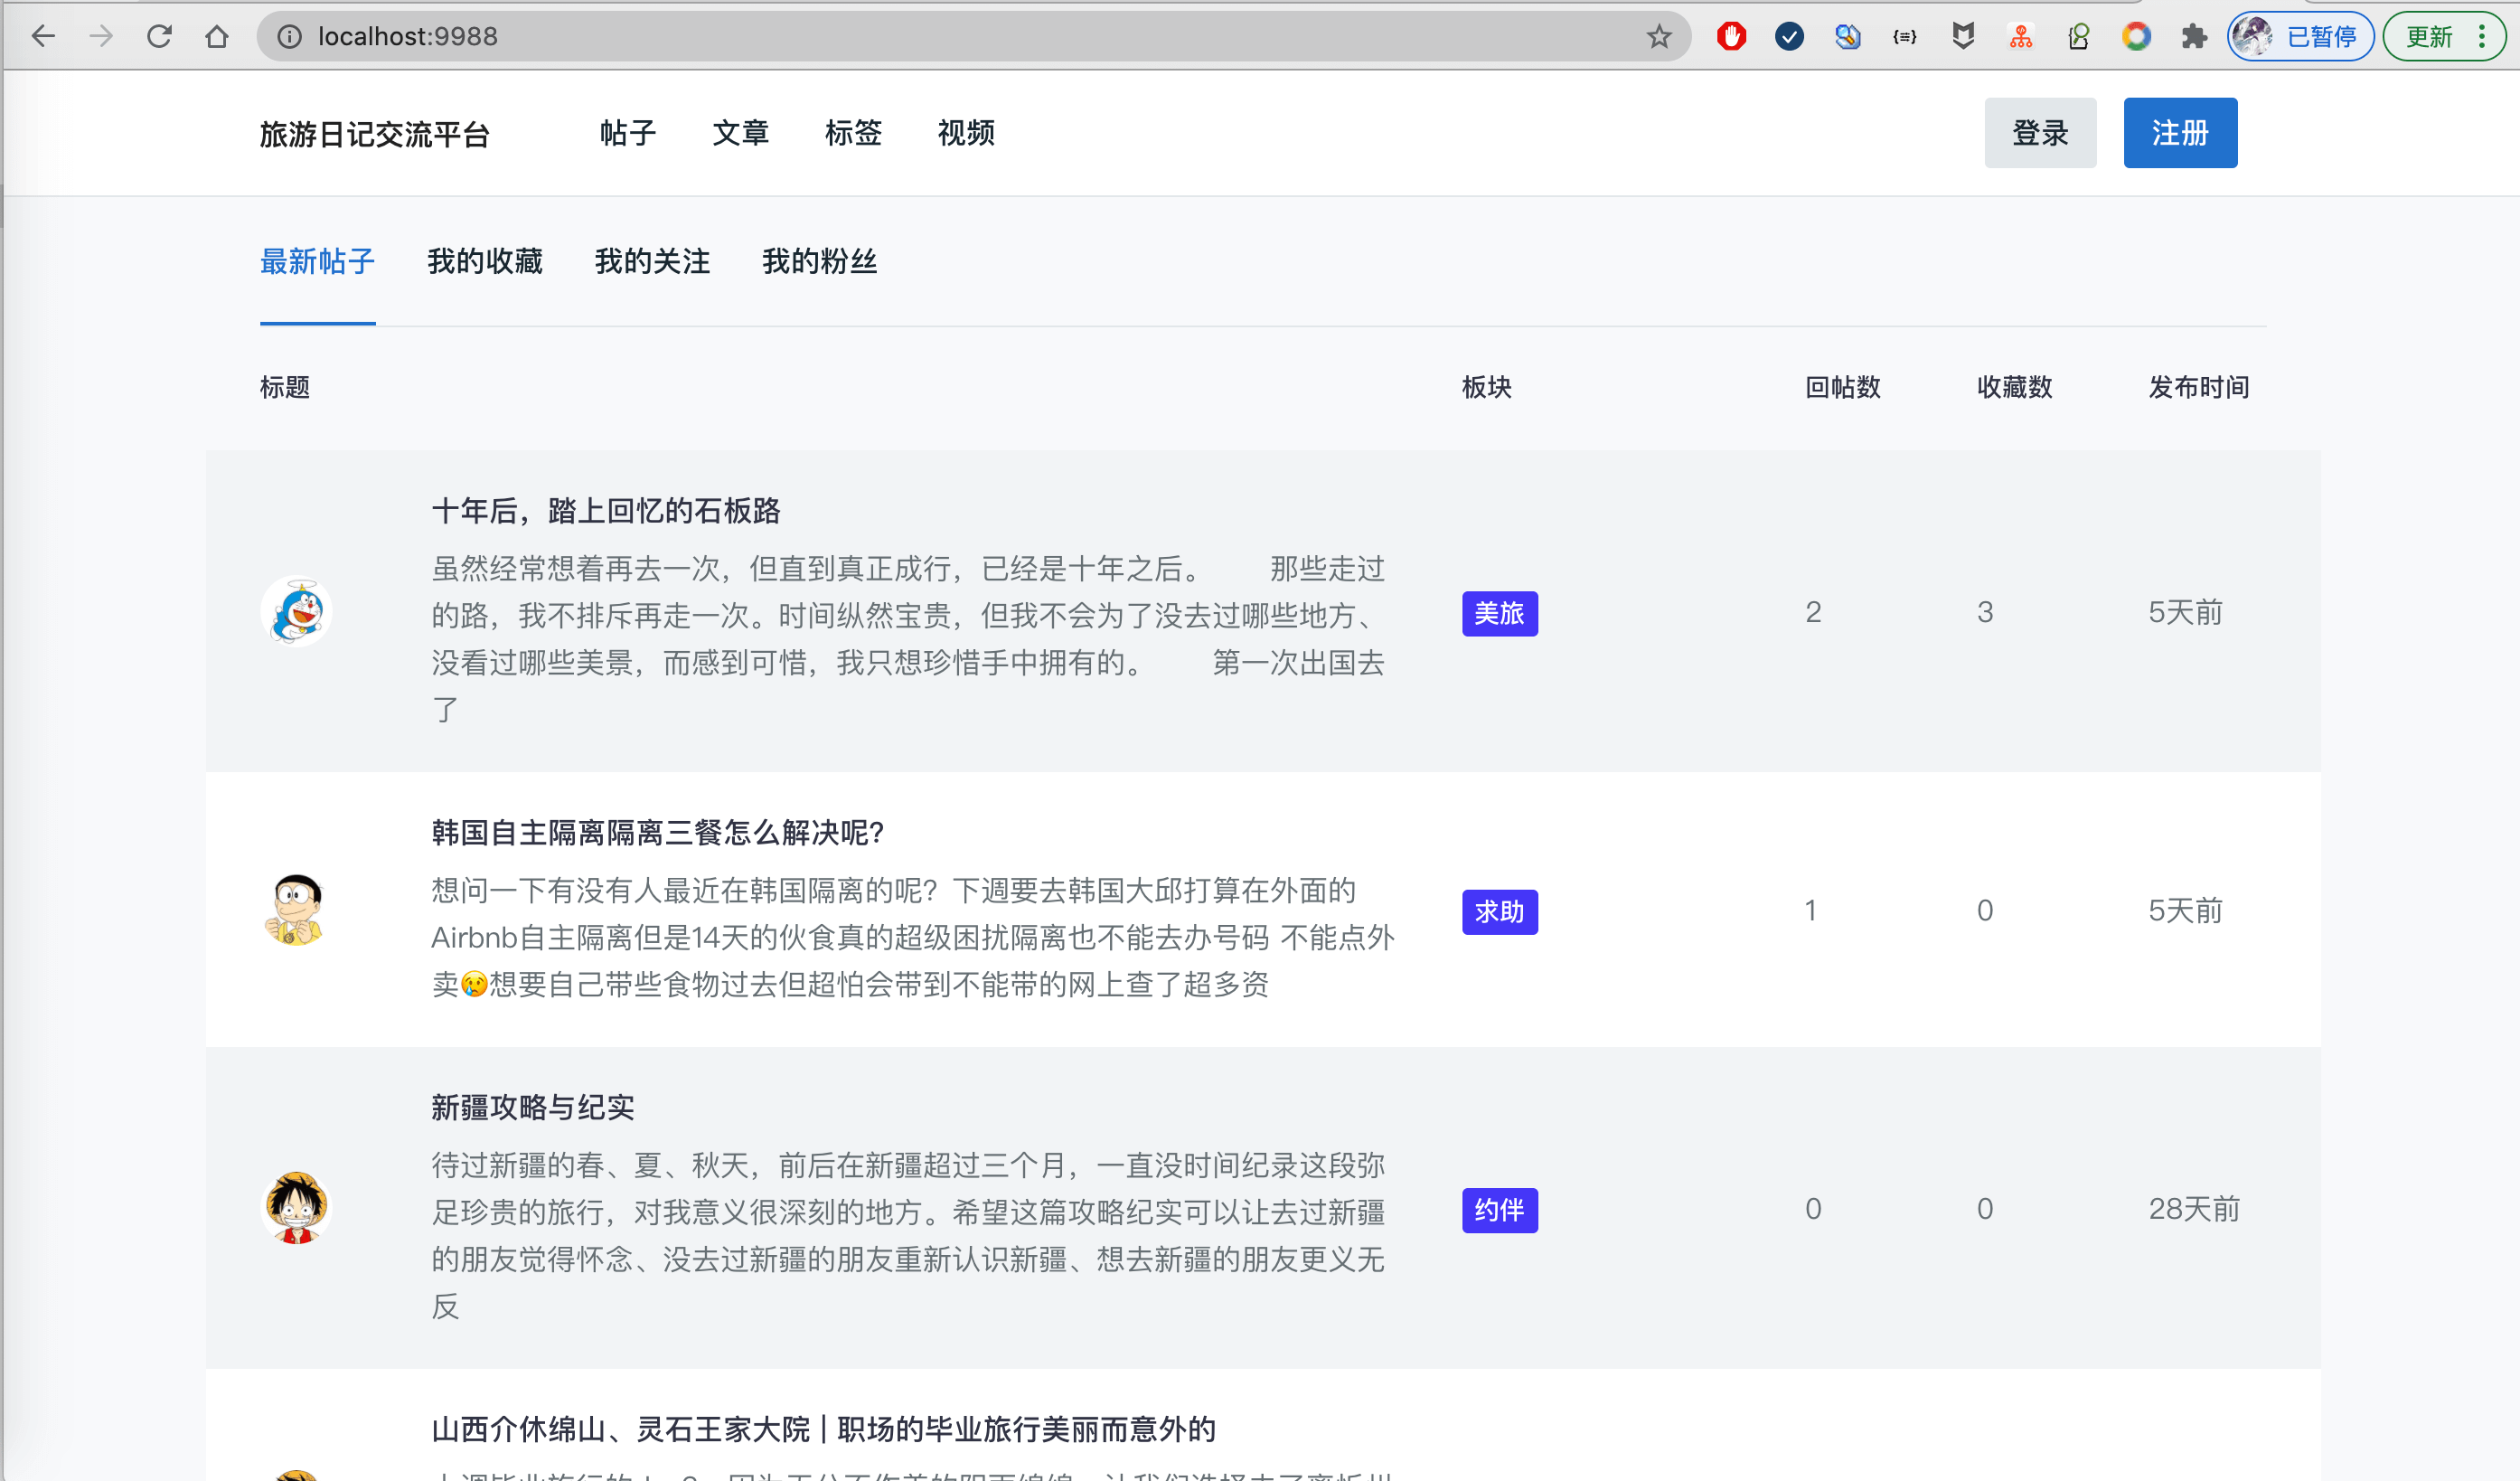 localhost:9988
已暂停
更新
旅游日记交流平台 帖子 文章 标签 视频 登录 注册
最新帖子 我的收藏 我的关注 我的粉丝
标题 板块 回帖数 收藏数 发布时间
十年后，踏上回忆的石板路
虽然经常想着再去一次，但直到真正成行，已经是十年之后。　　那些走过
的路，我不排斥再走一次。时间纵然宝贵，但我不会为了没去过哪些地方、
没看过哪些美景，而感到可惜，我只想珍惜手中拥有的。　　第一次出国去
了
美旅 2 3 5天前
韩国自主隔离隔离三餐怎么解决呢？
想问一下有没有人最近在韩国隔离的呢？下週要去韩国大邱打算在外面的
Airbnb自主隔离但是14天的伙食真的超级困扰隔离也不能去办号码 不能点外
卖😢想要自己带些食物过去但超怕会带到不能带的网上查了超多资
求助 1 0 5天前
新疆攻略与纪实
待过新疆的春、夏、秋天，前后在新疆超过三个月，一直没时间纪录这段弥
足珍贵的旅行，对我意义很深刻的地方。希望这篇攻略纪实可以让去过新疆
的朋友觉得怀念、没去过新疆的朋友重新认识新疆、想去新疆的朋友更义无
反
约伴 0 0 28天前
山西介休绵山、灵石王家大院 | 职场的毕业旅行美丽而意外的